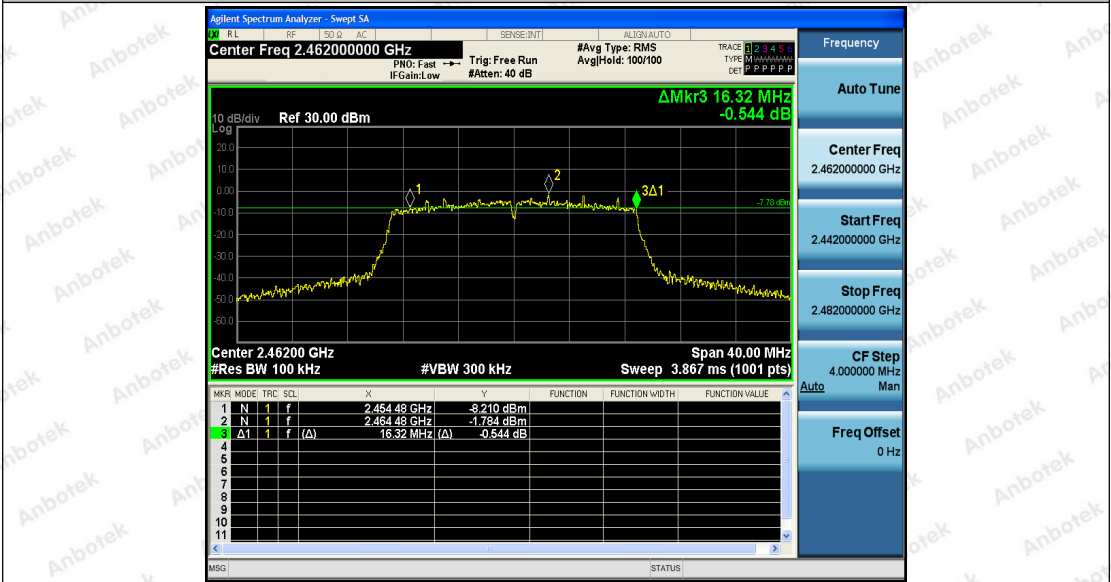 Agilent Spectrum Analyzer - Swept SA
LXI RL RF 50 Ω AC SENSE:INT ALIGNAUTO
Center Freq 2.462000000 GHz
PNO: Fast
IFGain:Low
Trig: Free Run
#Atten: 40 dB
#Avg Type: RMS
Avg|Hold: 100/100
TRACE 1 2 3 4 5 6
TYPE M
DET P P P P P P
ΔMkr3 16.32 MHz
-0.544 dB
10 dB/div Ref 30.00 dBm
Log
20.0
10.0
0.00
-10.0
-20.0
-30.0
-40.0
-50.0
-60.0
1
2
3Δ1
-7.78 dBm
Center 2.46200 GHz Span 40.00 MHz
#Res BW 100 kHz #VBW 300 kHz Sweep 3.867 ms (1001 pts)
MKR MODE TRC SCL X Y FUNCTION FUNCTION WIDTH FUNCTION VALUE
1 N 1 f 2.454 48 GHz -8.210 dBm
2 N 1 f 2.464 48 GHz -1.784 dBm
3 Δ1 1 f (Δ) 16.32 MHz (Δ) -0.544 dB
4
5
6
7
8
9
10
11
MSG STATUS
Frequency
Auto Tune
Center Freq
2.462000000 GHz
Start Freq
2.442000000 GHz
Stop Freq
2.482000000 GHz
CF Step
4.000000 MHz
Auto Man
Freq Offset
0 Hz
Anbotek